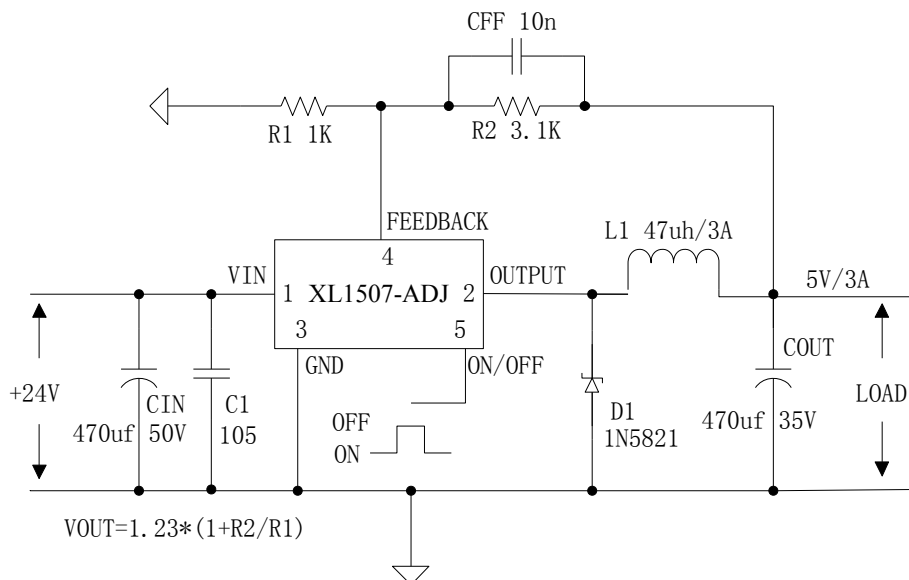 CFF 10n
R1 1K
R2 3.1K
FEEDBACK
4
L1 47uh/3A
VIN
OUTPUT
5V/3A
1 XL1507-ADJ 2
3
5
GND
ON/OFF
COUT
+24V
CIN
C1
OFF
D1
LOAD
470uf 50V
105
ON
1N5821
470uf 35V
VOUT=1.23*(1+R2/R1)